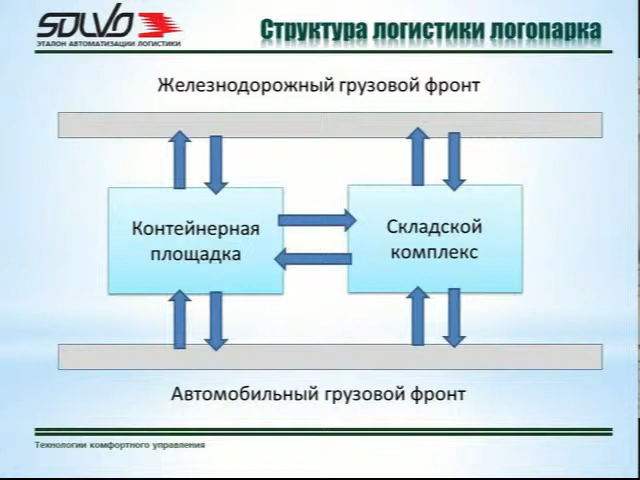 SOLVO
ЭТАЛОН АВТОМАТИЗАЦИИ ЛОГИСТИКИ
Структура логистики логопарка
Железнодорожный грузовой фронт
Контейнерная
площадка
Складской
комплекс
Автомобильный грузовой фронт
Технологии комфортного управления